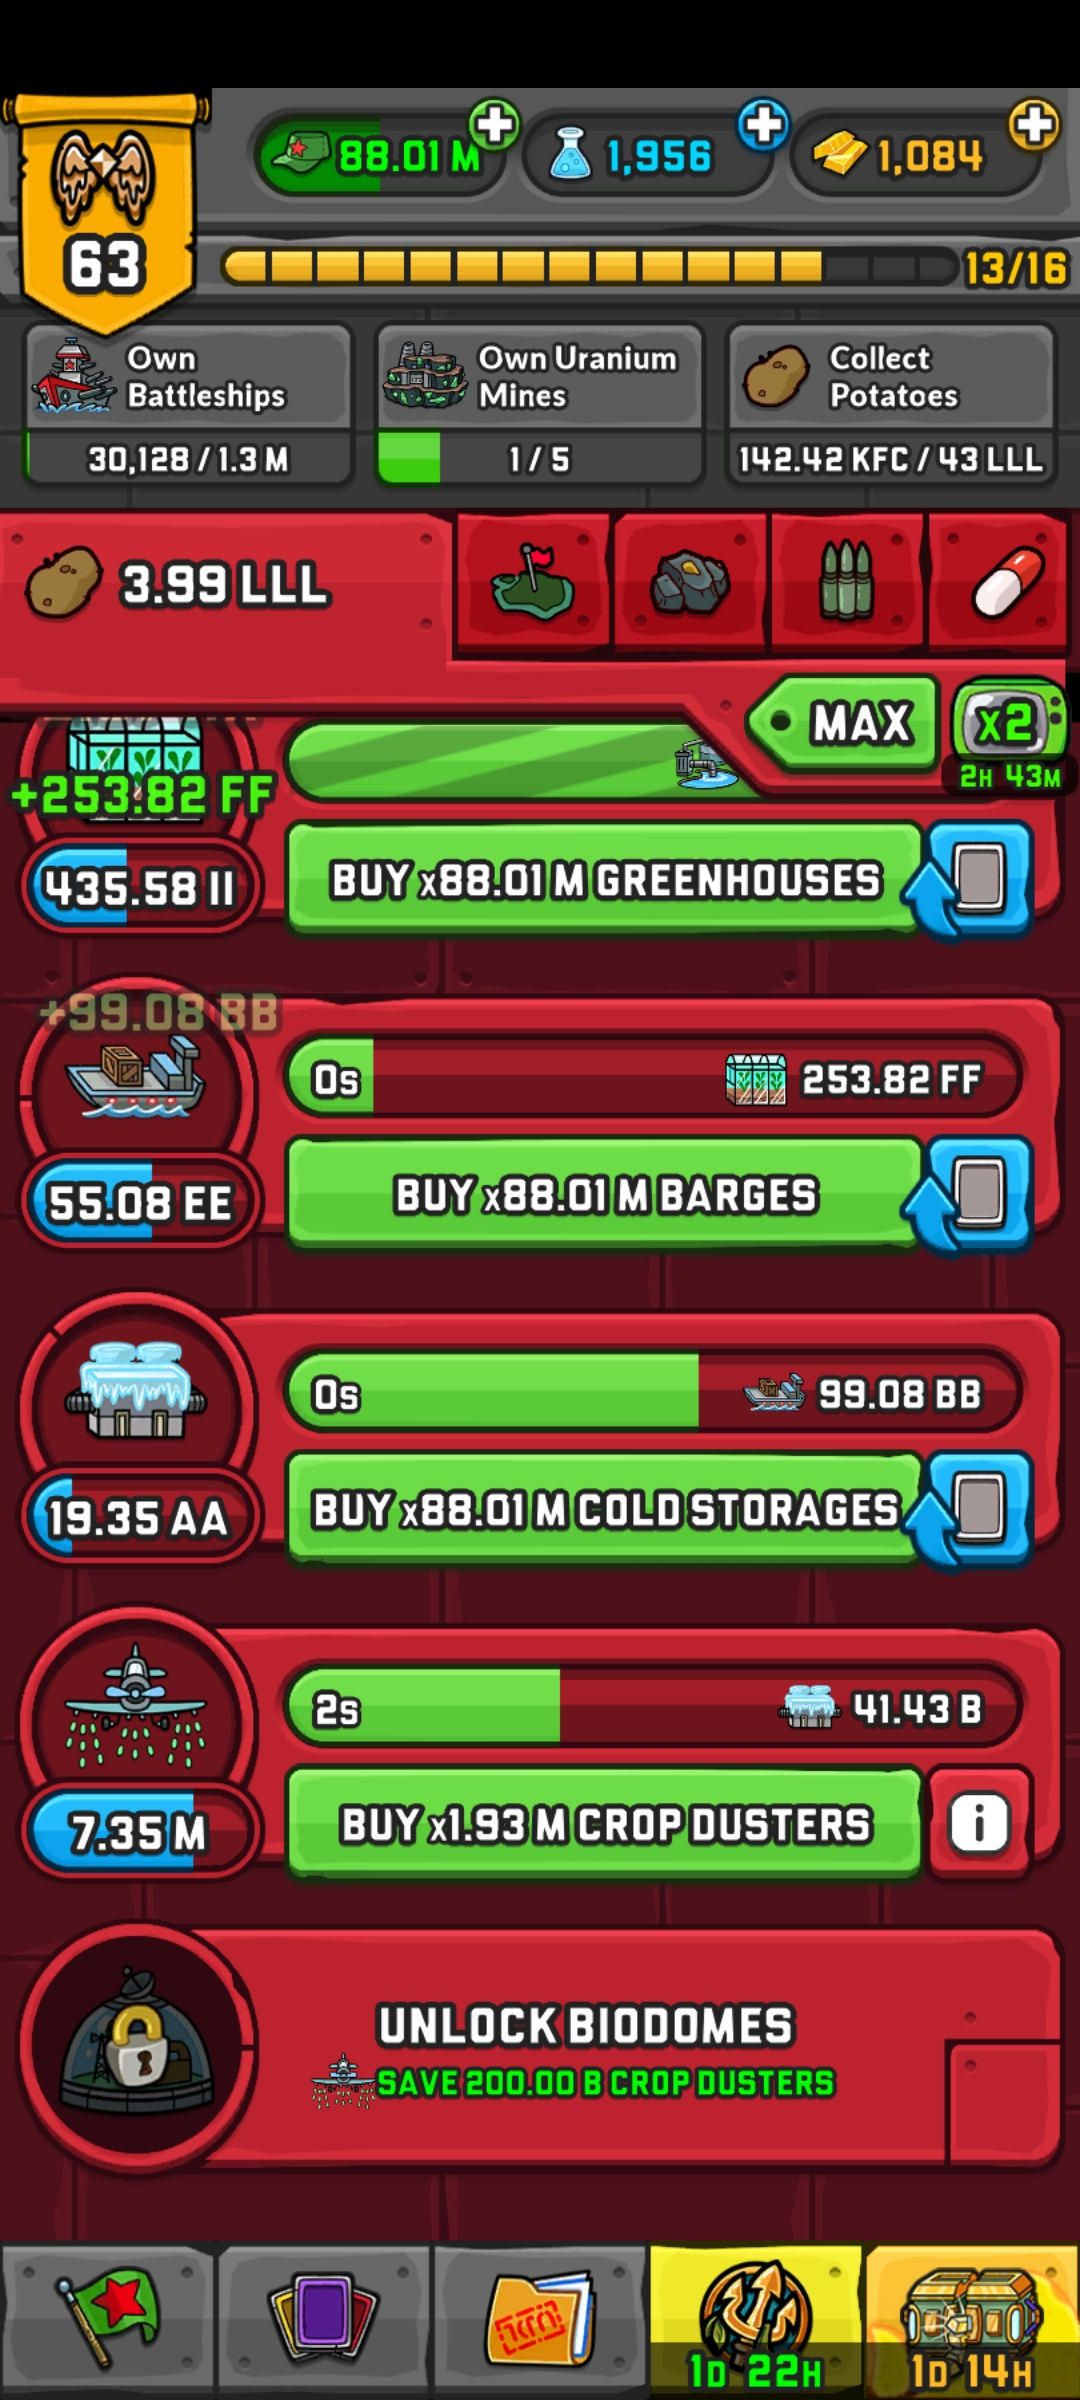 88.01 M
1,956
1,084
63
13/16
Own
Battleships
30,128 / 1.3 M
Own Uranium
Mines
1 / 5
Collect
Potatoes
142.42 KFC / 43 LLL
3.99 LLL
MAX
x2
2H 43M
+253.82 FF
435.58 II
BUY x88.01 M GREENHOUSES
+99.08 BB
0s
253.82 FF
55.08 EE
BUY x88.01 M BARGES
0s
99.08 BB
19.35 AA
BUY x88.01 M COLD STORAGES
2s
41.43 B
7.35 M
BUY x1.93 M CROP DUSTERS
i
UNLOCK BIODOMES
SAVE 200.00 B CROP DUSTERS
1D 22H
1D 14H